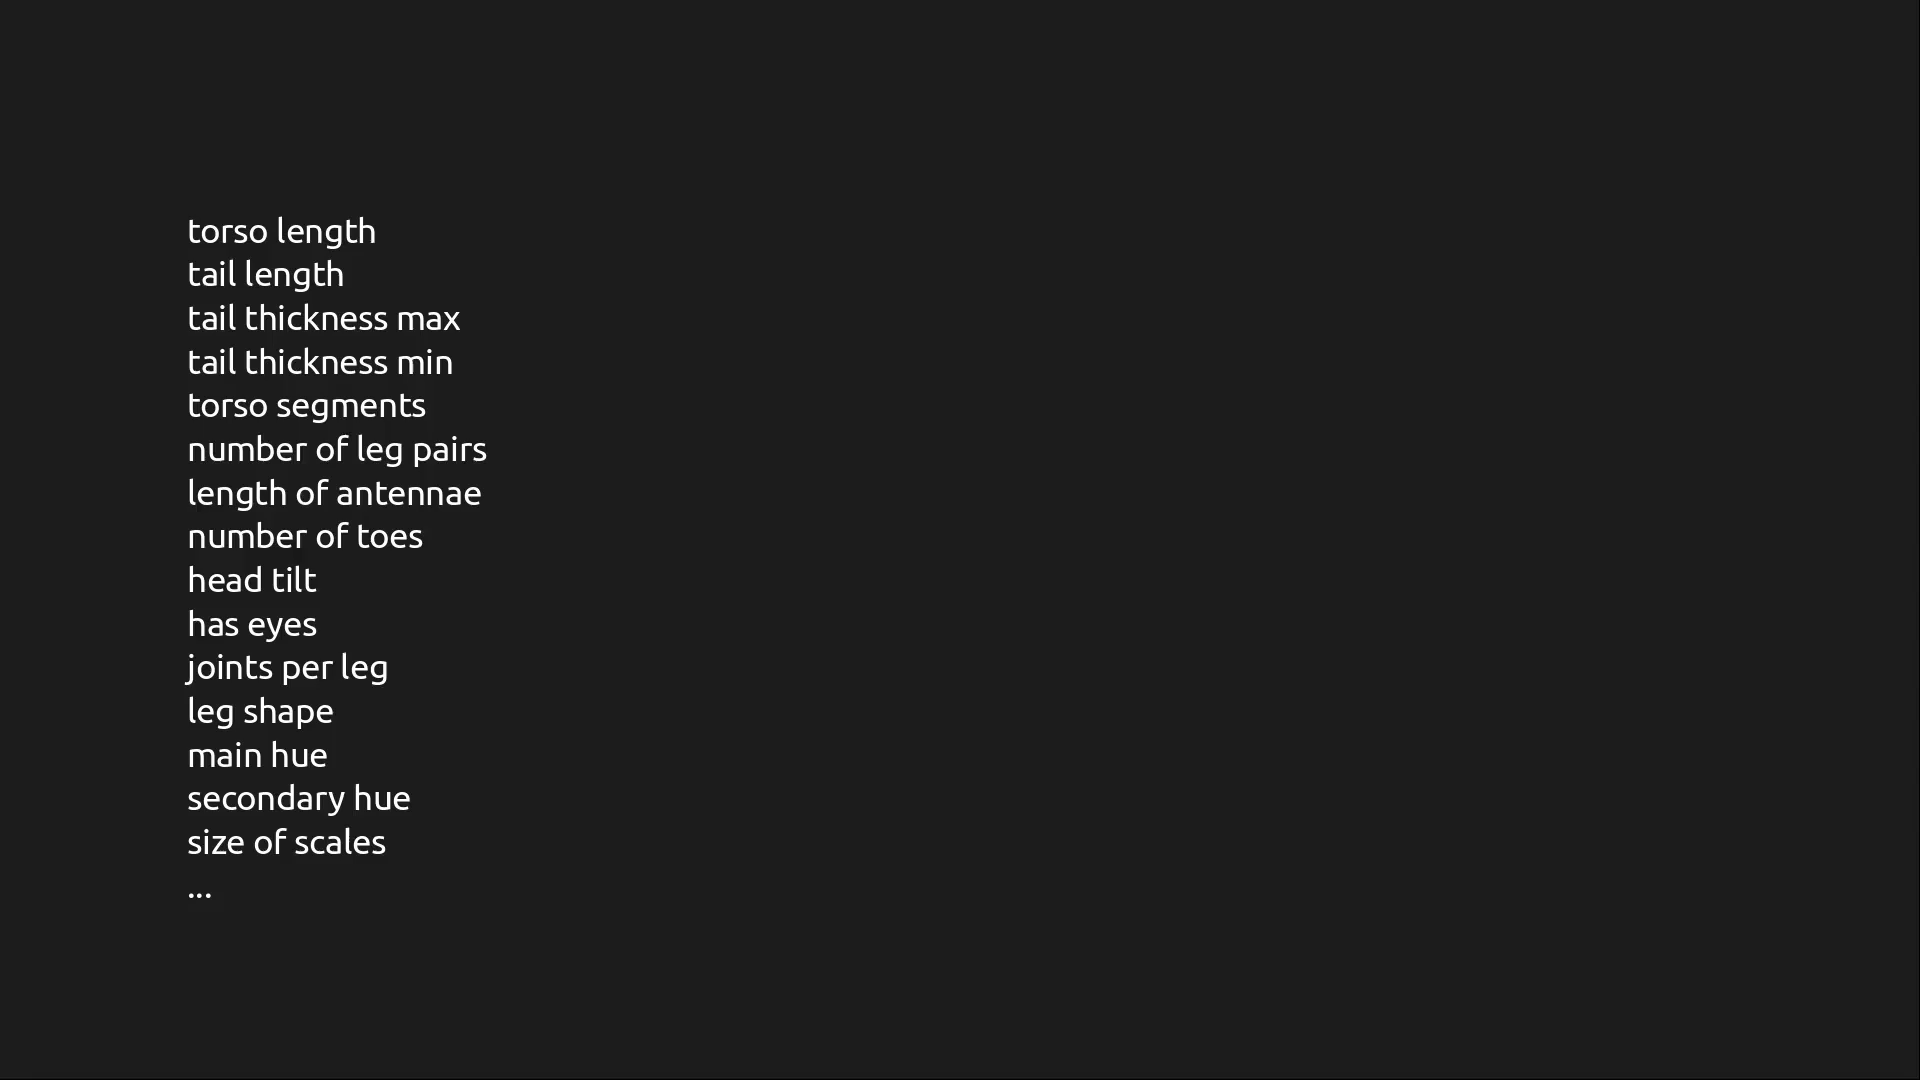 torso length
tail length
tail thickness max
tail thickness min
torso segments
number of leg pairs
length of antennae
number of toes
head tilt
has eyes
joints per leg
leg shape
main hue
secondary hue
size of scales
...